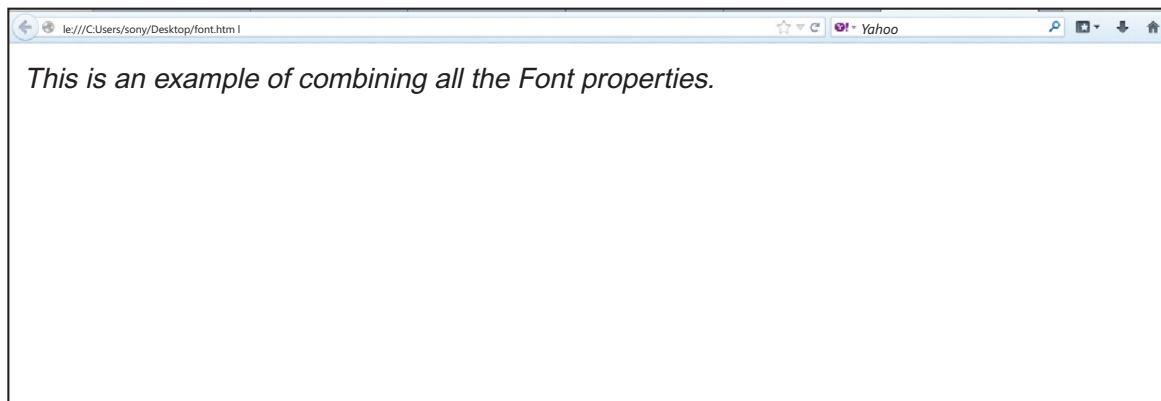 le:///C:Users/sony/Desktop/font.htm l Y! Yahoo
This is an example of combining all the Font properties.